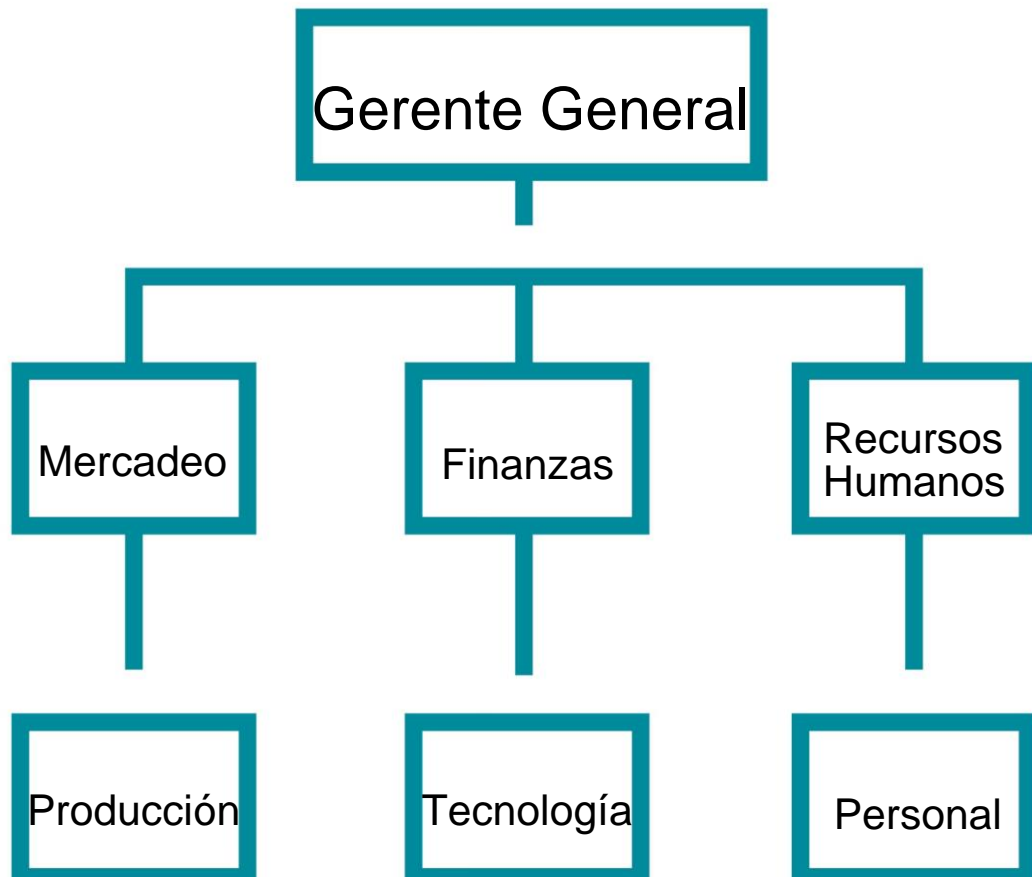 Gerente General
Mercadeo
Finanzas
Recursos
Humanos
Producción
Tecnología
Personal